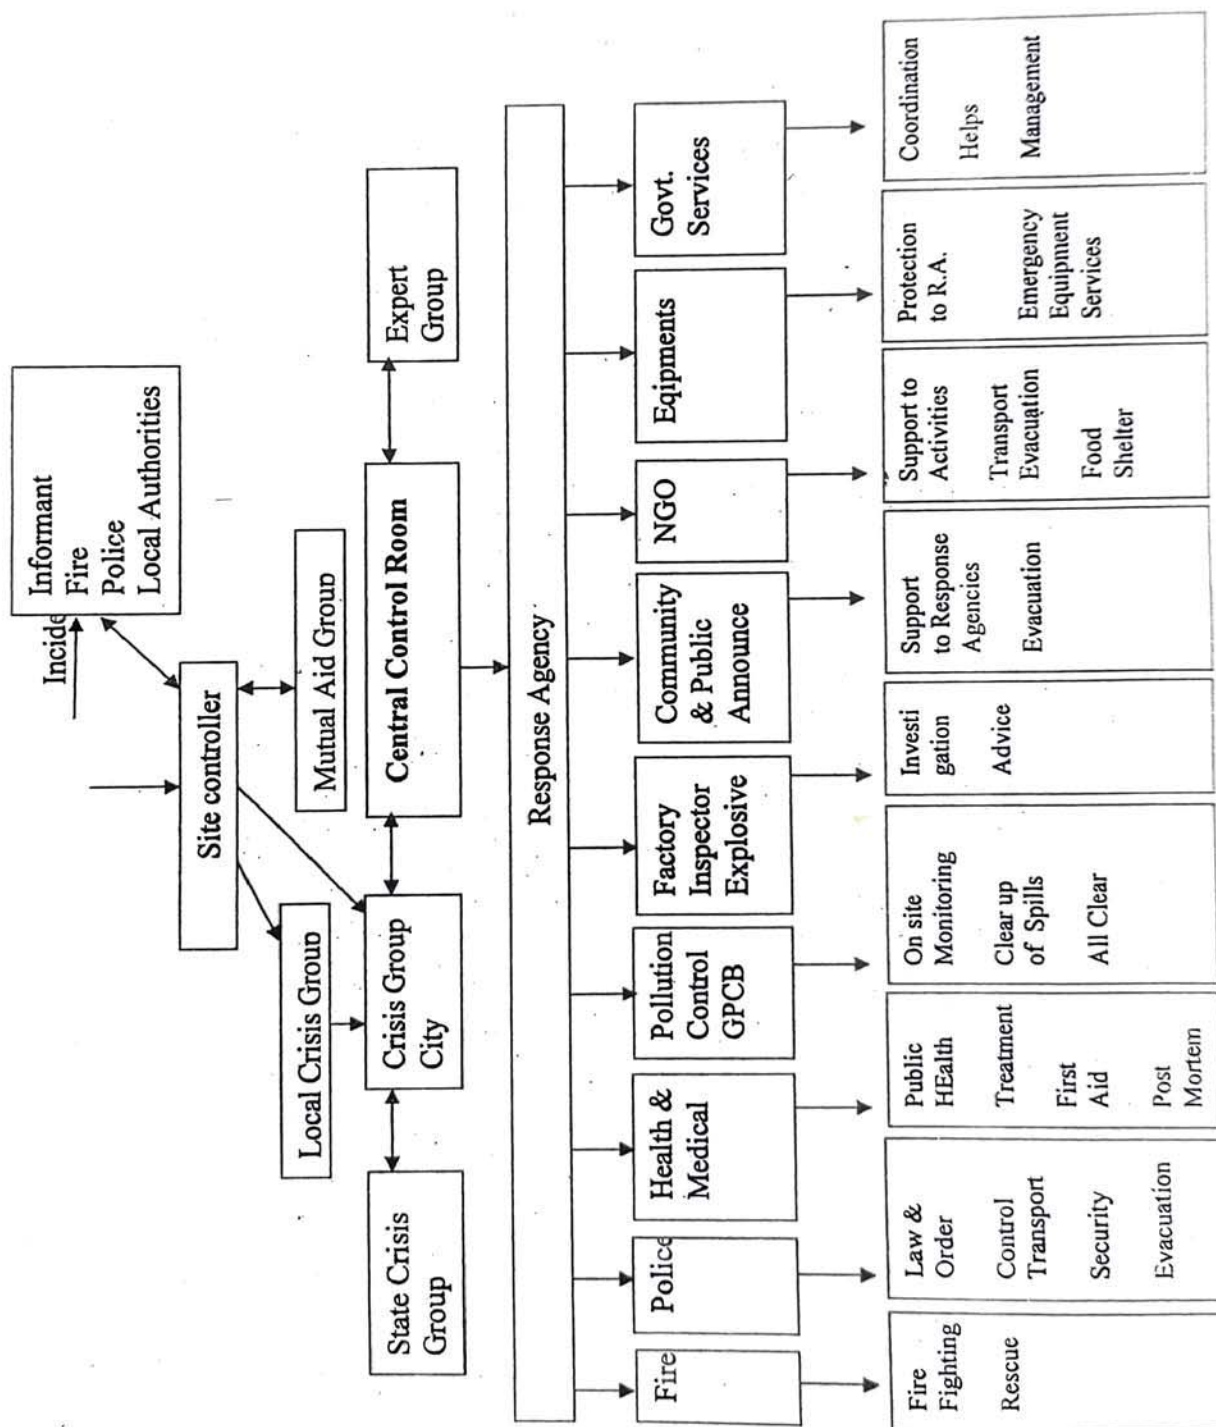 Incide
Informant
Fire
Police
Local Authorities
Site controller
Mutual Aid Group
Local Crisis Group
State Crisis
Group
Crisis Group
City
Central Control Room
Expert
Group
Response Agency
Fire
Police
Health &
Medical
Pollution
Control
GPCB
Factory
Inspector
Explosive
Community
& Public
Announce
NGO
Eqipments
Govt.
Services
Fire
Fighting
Rescue
Law &
Order
Control
Transport
Security
Evacuation
Public
HEalth
Treatment
First
Aid
Post
Mortem
On site
Monitoring
Clear up
of Spills
All Clear
Investi
gation
Advice
Support
to Response
Agencies
Evacuation
Support to
Activities
Transport
Evacuation
Food
Shelter
Protection
to R.A.
Emergency
Equipment
Services
Coordination
Helps
Management